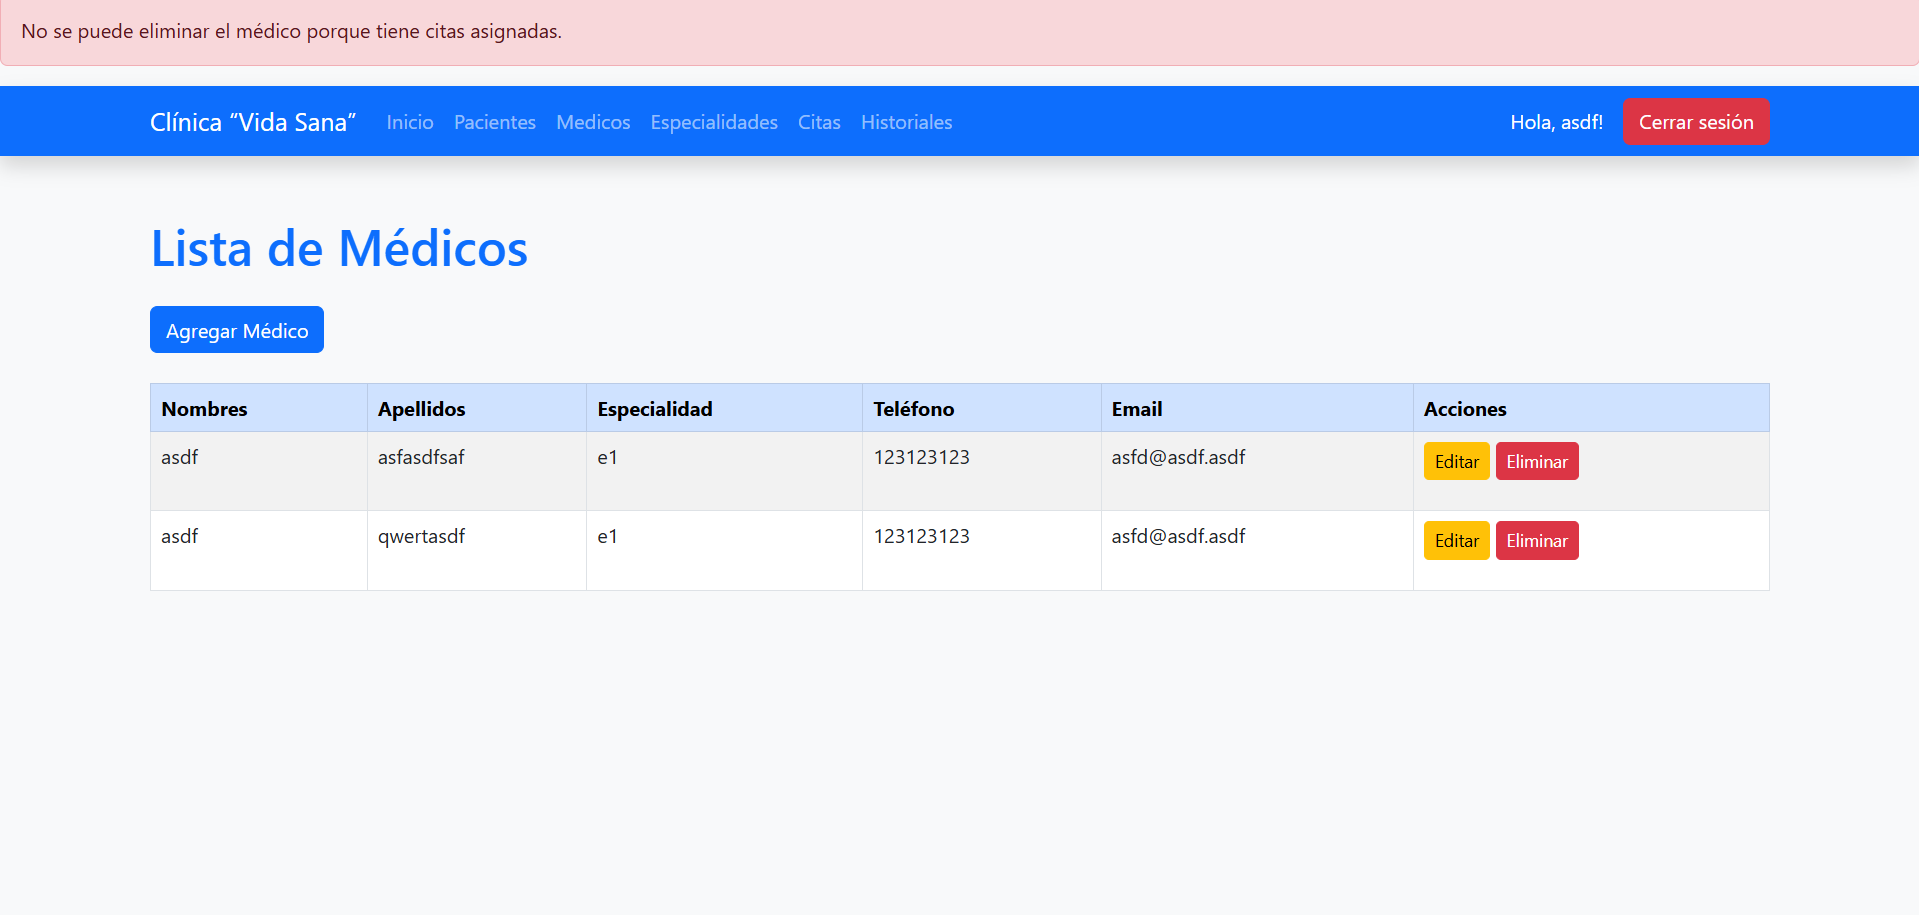 No se puede eliminar el médico porque tiene citas asignadas.
Clínica “Vida Sana” Inicio Pacientes Medicos Especialidades Citas Historiales Hola, asdf! Cerrar sesión
Lista de Médicos
Agregar Médico
Nombres Apellidos Especialidad Teléfono Email Acciones
asdf asfasdfsaf e1 123123123 asfd@asdf.asdf Editar Eliminar
asdf qwertasdf e1 123123123 asfd@asdf.asdf Editar Eliminar